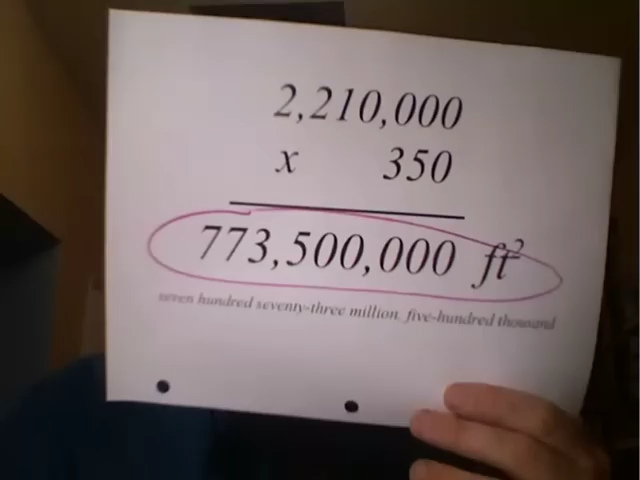 2,210,000
x 350
773,500,000 ft²
seven hundred seventy-three million, five-hundred thousand